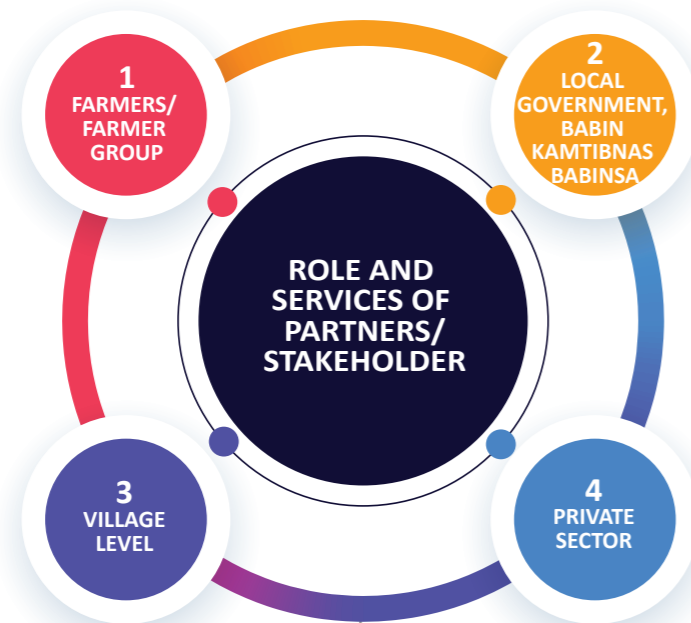 1
FARMERS/
FARMER
GROUP
2
LOCAL
GOVERNMENT,
BABIN
KAMTIBNAS
BABINSA
ROLE AND
SERVICES OF
PARTNERS/
STAKEHOLDER
3
VILLAGE
LEVEL
4
PRIVATE
SECTOR